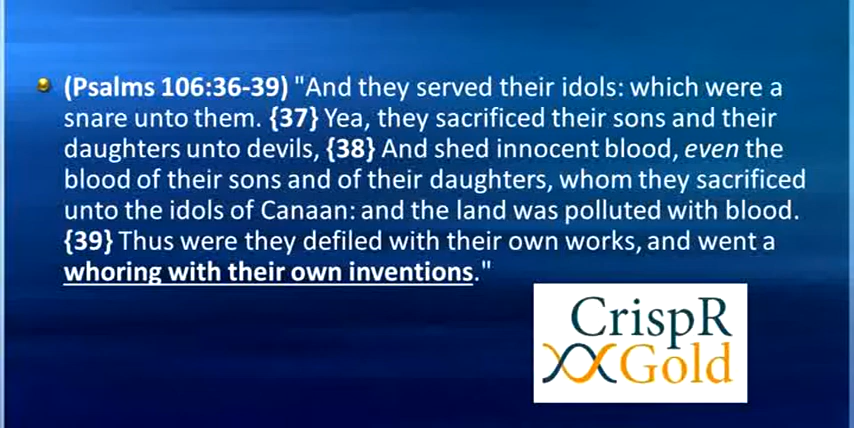 (Psalms 106:36-39) "And they served their idols: which were a
snare unto them. {37} Yea, they sacrificed their sons and their
daughters unto devils, {38} And shed innocent blood, even the
blood of their sons and of their daughters, whom they sacrificed
unto the idols of Canaan: and the land was polluted with blood.
{39} Thus were they defiled with their own works, and went a
whoring with their own inventions."
CrispR
Gold